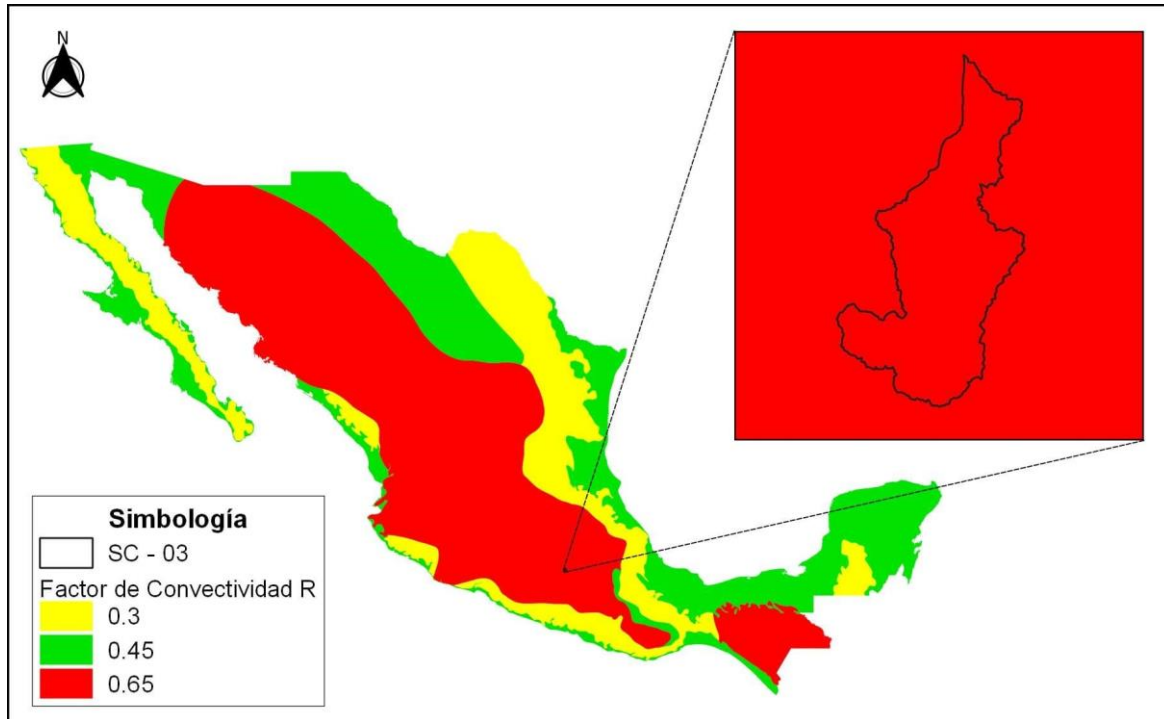 N
Simbología
SC - 03
Factor de Convectividad R
0.3
0.45
0.65